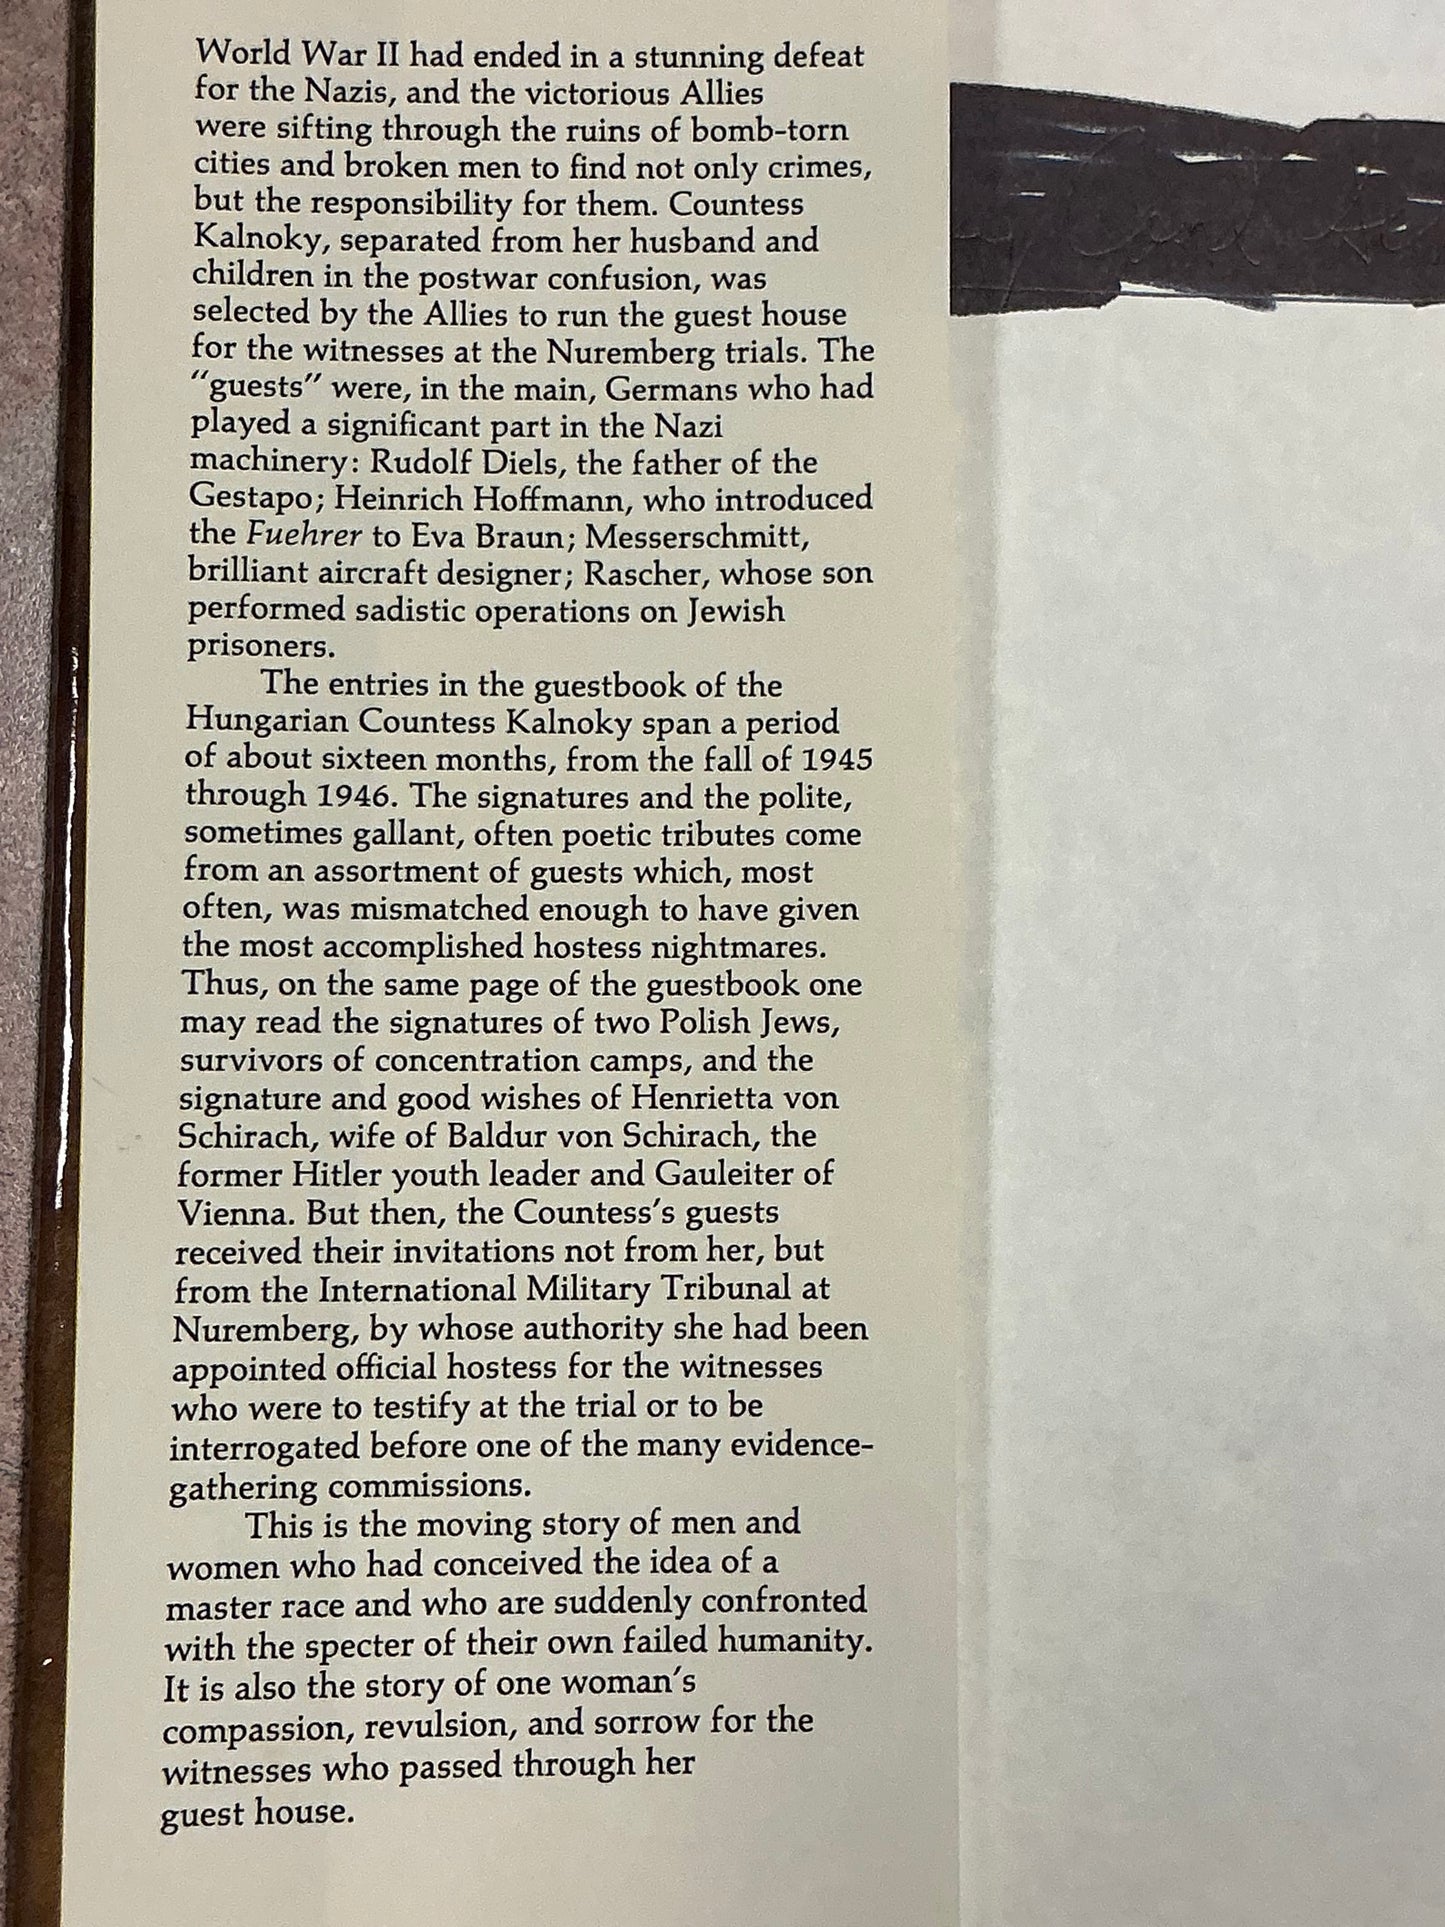 World War II had ended in a stunning defeat
for the Nazis, and the victorious Allies
were sifting through the ruins of bomb-torn
cities and broken men to find not only crimes,
but the responsibility for them. Countess
Kalnoky, separated from her husband and
children in the postwar confusion, was
selected by the Allies to run the guest house
for the witnesses at the Nuremberg trials. The
“guests” were, in the main, Germans who had
played a significant part in the Nazi
machinery: Rudolf Diels, the father of the
Gestapo; Heinrich Hoffmann, who introduced
the Fuehrer to Eva Braun; Messerschmitt,
brilliant aircraft designer; Rascher, whose son
performed sadistic operations on Jewish
prisoners.
The entries in the guestbook of the
Hungarian Countess Kalnoky span a period
of about sixteen months, from the fall of 1945
through 1946. The signatures and the polite,
sometimes gallant, often poetic tributes come
from an assortment of guests which, most
often, was mismatched enough to have given
the most accomplished hostess nightmares.
Thus, on the same page of the guestbook one
may read the signatures of two Polish Jews,
survivors of concentration camps, and the
signature and good wishes of Henrietta von
Schirach, wife of Baldur von Schirach, the
former Hitler youth leader and Gauleiter of
Vienna. But then, the Countess’s guests
received their invitations not from her, but
from the International Military Tribunal at
Nuremberg, by whose authority she had been
appointed official hostess for the witnesses
who were to testify at the trial or to be
interrogated before one of the many evidence-
gathering commissions.
This is the moving story of men and
women who had conceived the idea of a
master race and who are suddenly confronted
with the specter of their own failed humanity.
It is also the story of one woman’s
compassion, revulsion, and sorrow for the
witnesses who passed through her
guest house.